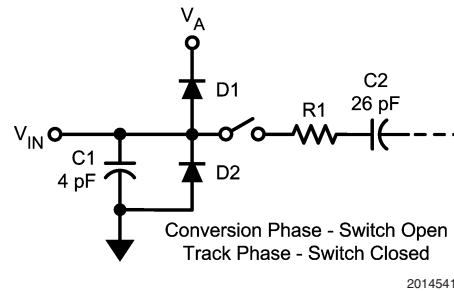 VA
D1
C2
26 pF
R1
VIN
C1
4 pF
D2
Conversion Phase - Switch Open
Track Phase - Switch Closed
2014541